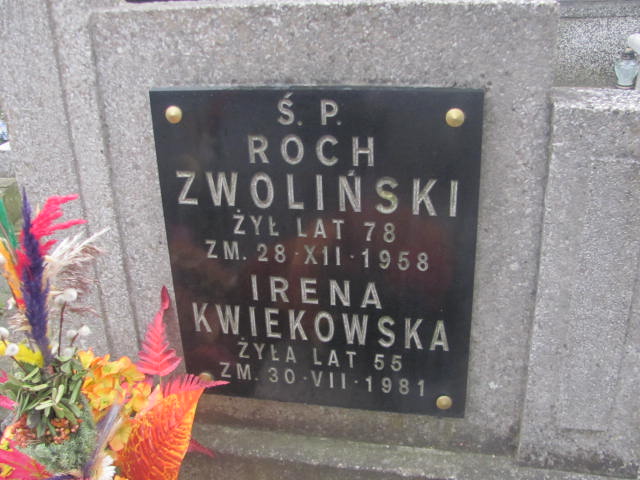 Ś. P.
ROCH
ZWOLIŃSKI
ŻYŁ LAT 78
ZM. 28·XII·1958
IRENA
KWIEKOWSKA
ŻYŁA LAT 55
ZM. 30·VII·1981